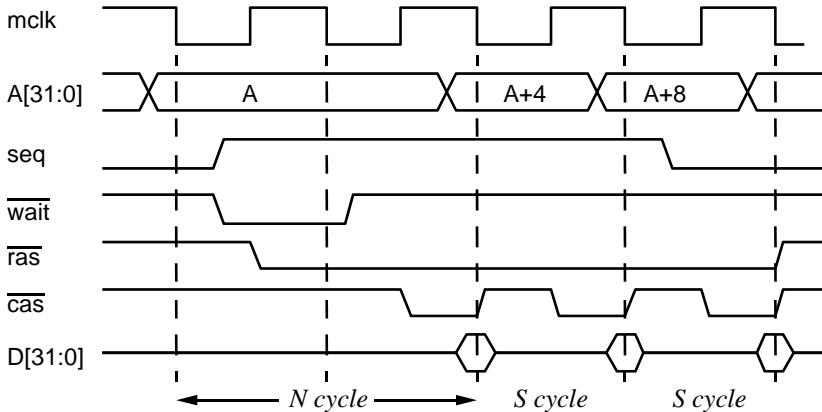 mclk
A[31:0] A A+4 A+8
seq
wait
ras
cas
D[31:0]
N cycle S cycle S cycle